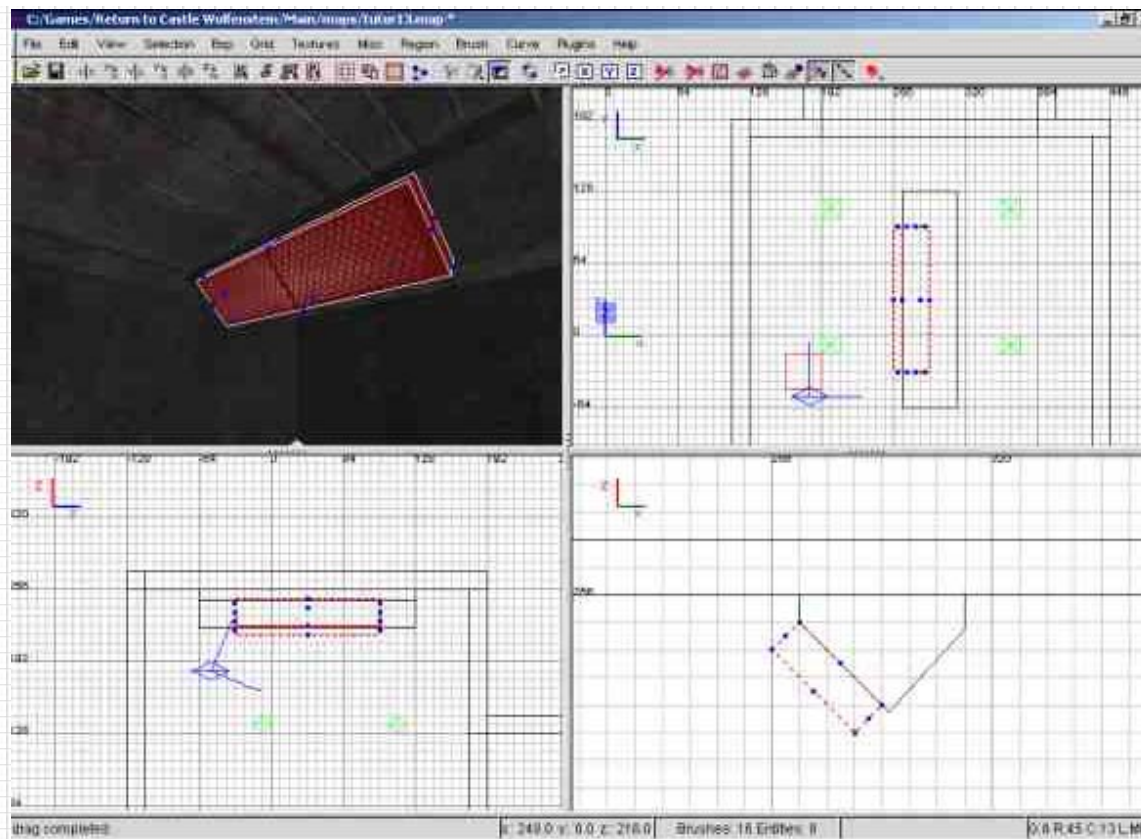 C:/Games/Return to Castle Wolfenstein/Main/maps/Tutor13.map *
File Edit View Selection Bsp Grid Textures Misc Region Brush Curve Plugins Help
X Y Z
0 64 128 192 256 320 384 448
192
128
64
0
-64
-192 -128 -64 0 64 128 192
320
256
192
128
64
256 320
256
drag completed. x: 248.0 y: 0.0 z: 216.0 Brushes: 16 Entities: 8